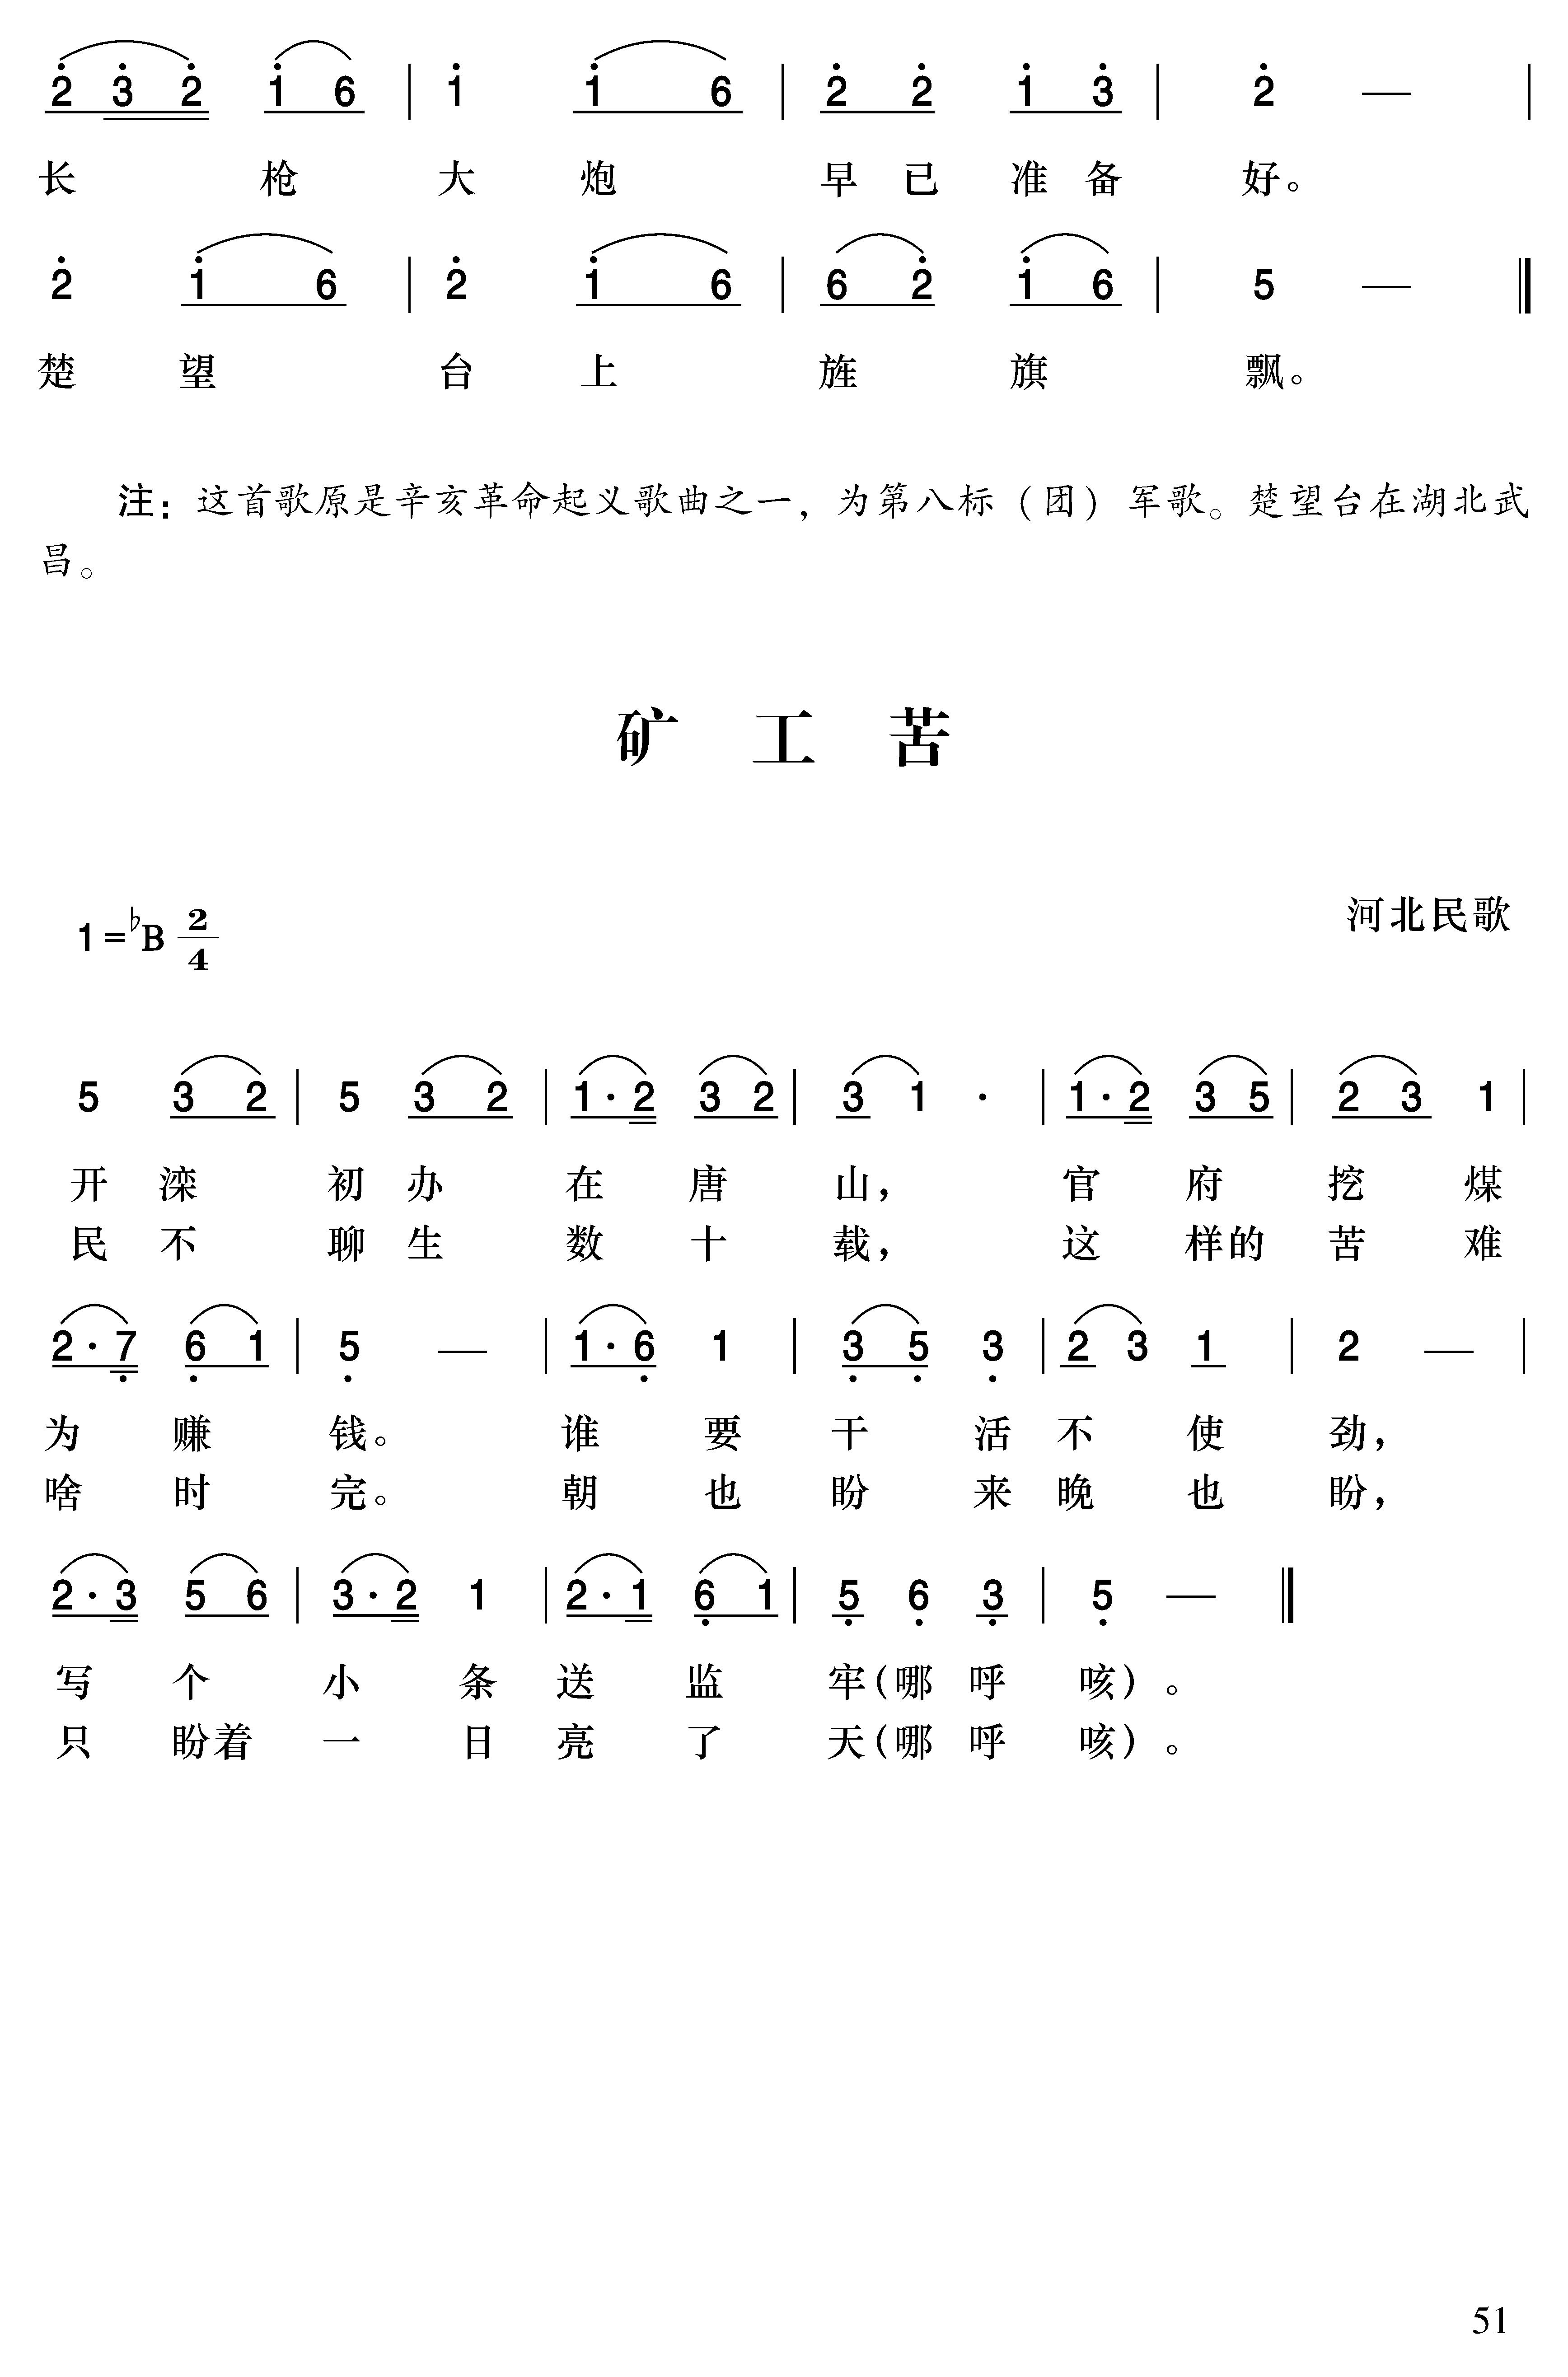 2̇ 3̇ 2̇ 1̇ 6 | 1̇ 1̇ 6 | 2̇ 2̇ 1̇ 3̇ | 2̇ — |
长 枪 大 炮 早 已 准 备 好。
2̇ 1̇ 6 | 2̇ 1̇ 6 | 6 2̇ 1̇ 6 | 5 — ‖
楚 望 台 上 旌 旗 飘。
注：这首歌原是辛亥革命起义歌曲之一，为第八标（团）军歌。楚望台在湖北武
昌。
矿 工 苦
河北民歌
1=♭B 2/4
5 3 2 | 5 3 2 | 1· 2 3 2 | 3 1 · | 1· 2 3 5 | 2 3 1 |
开 滦 初 办 在 唐 山， 官 府 挖 煤
民 不 聊 生 数 十 载， 这 样的 苦 难
2· 7̣ 6̣ 1 | 5̣ — | 1· 6̣ 1 | 3̣ 5̣ 3̣ | 2 3 1 | 2 — |
为 赚 钱。 谁 要 干 活 不 使 劲，
啥 时 完。 朝 也 盼 来 晚 也 盼，
2· 3 5 6 | 3· 2 1 | 2· 1 6̣ 1 | 5̣ 6̣ 3̣ | 5̣ — ‖
写 个 小 条 送 监 牢(哪 呼 咳)。
只 盼着 一 日 亮 了 天(哪 呼 咳)。
51